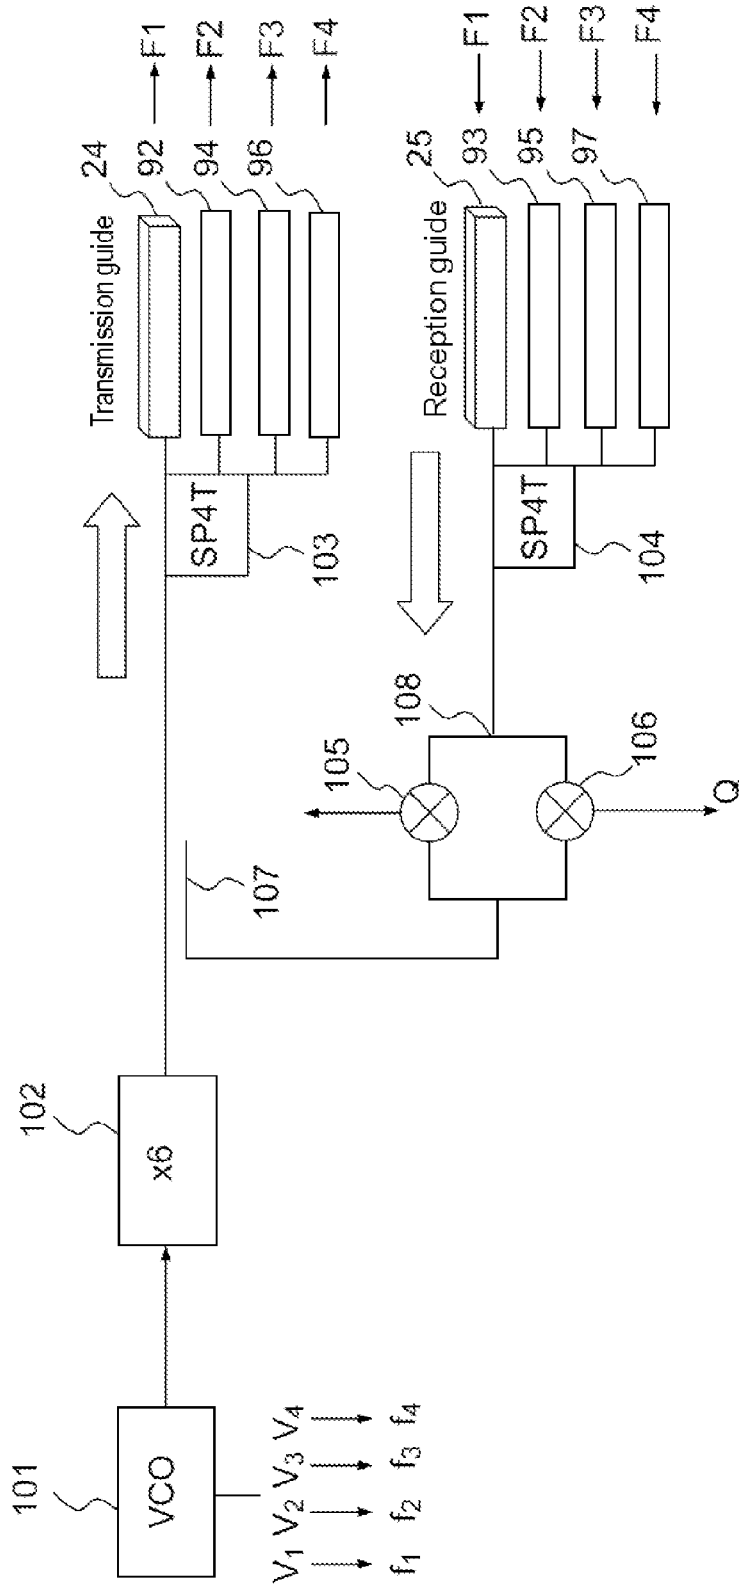 101
VCO
V1 V2 V3 V4
f1 f2 f3 f4
102
x6
107
103
SP4T
Transmission guide
24
92
94
96
F1
F2
F3
F4
105
106
Q
108
104
SP4T
Reception guide
25
93
95
97
F1
F2
F3
F4